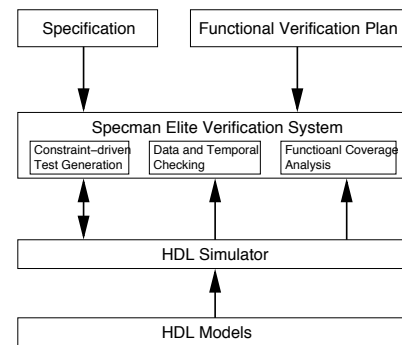 Specification
Functional Verification Plan
Specman Elite Verification System
Constraint-driven
Test Generation
Data and Temporal
Checking
Functioanl Coverage
Analysis
HDL Simulator
HDL Models